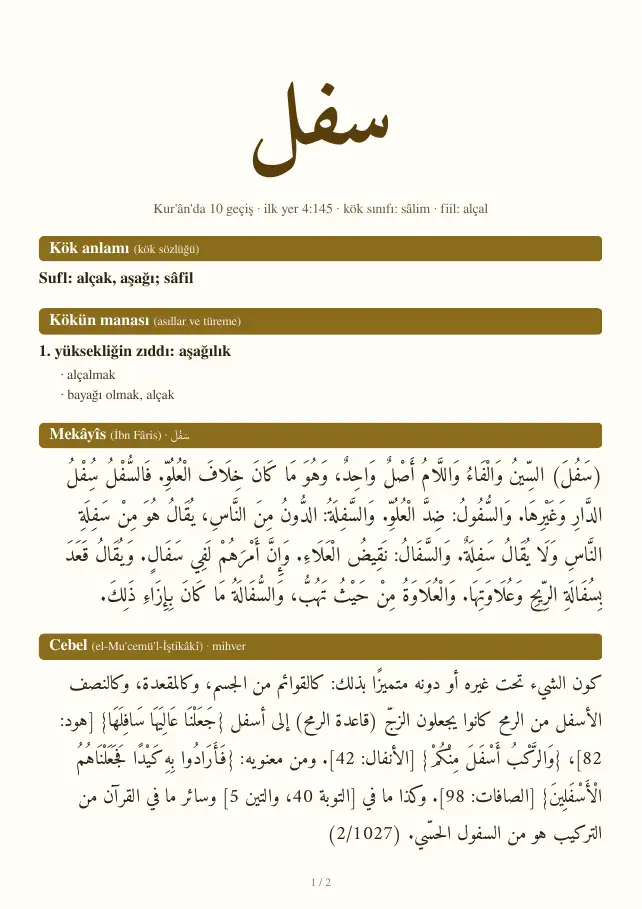 سفل
Kur'ân'da 10 geçiş · ilk yer 4:145 · kök sınıfı: sâlim · fiil: alçal
Kök anlamı (kök sözlüğü)
Sufl: alçak, aşağı; sâfil
Kökün manası (asıllar ve türeme)
1. yüksekliğin zıddı: aşağılık
· alçalmak
· bayağı olmak, alçak
Mekâyîs (İbn Fâris) · سَفُلَ
(سَفُلَ) السِّينُ وَالْفَاءُ وَاللَّامُ أَصْلٌ وَاحِدٌ، وَهُوَ مَا كَانَ خِلَافَ الْعُلُوِّ. فَالسُّفْلُ سُفْلُ
الدَّارِ وَغَيْرِهَا. وَالسُّفُولُ: ضِدَّ الْعُلُوِّ. وَالسَّفِلَةُ: الدُّونُ مِنَ النَّاسِ، يُقَالُ هُوَ مِنْ سَفِلَةِ
النَّاسِ وَلَا يُقَالُ سَفِلَةٌ. وَالسَّفَالُ: نَقِيضُ الْعَلَاءِ. وَإِنَّ أَمْرَهُمْ لَفِي سَفَالٍ. وَيُقَالُ قَعَدَ
بِسُفَالَةِ الرِّيحِ وَعُلَاوَتِهَا. وَالْعُلَاوَةُ مِنْ حَيْثُ تَهُبُّ، وَالسُّفَالَةُ مَا كَانَ بِإِزَاءِ ذَلِكَ.
Cebel (el-Mu'cemü'l-İştikâkî) · mihver
كون الشيء تحت غيره أو دونه متميزًا بذلك: كالقوائم من الجسم، وكالمقعدة، وكالنصف
الأسفل من الرمح كانوا يجعلون الزجّ (قاعدة الرمح) إلى أسفل {جَعَلْنَا عَالِيَهَا سَافِلَهَا} [هود:
82]، {وَالرَّكْبُ أَسْفَلَ مِنْكُمْ} [الأنفال: 42]. ومن معنويه: {فَأَرَادُوا بِهِ كَيْدًا فَجَعَلْنَاهُمُ
الْأَسْفَلِينَ} [الصافات: 98]. وكذا ما في [التوبة 40، والتين 5] وسائر ما في القرآن من
التركيب هو من السفول الحسّي. (2/1027)
1 / 2